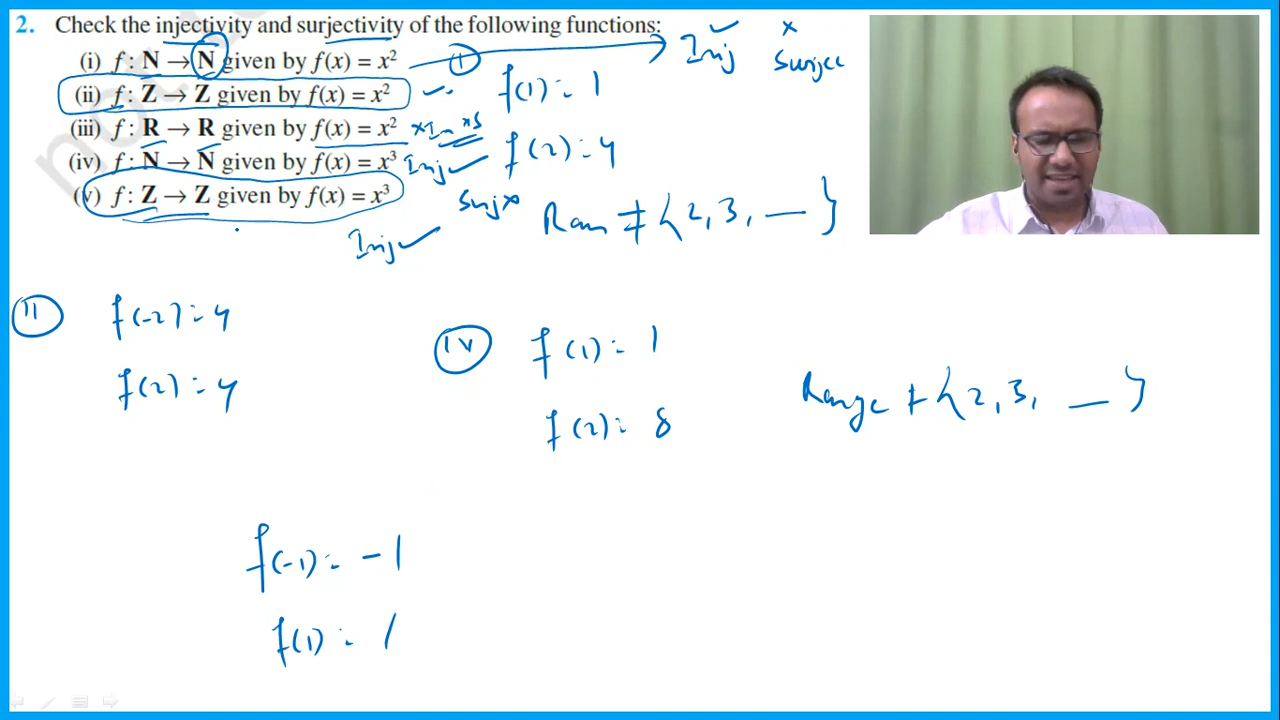 2. Check the injectivity and surjectivity of the following functions:
(i) f : N → N given by f(x) = x²
(ii) f : Z → Z given by f(x) = x²
(iii) f : R → R given by f(x) = x²
(iv) f : N → N given by f(x) = x³
(v) f : Z → Z given by f(x) = x³
Inj ✓
Surjec ×
f(1) = 1
f(2) = 4
Ran ≠ {2, 3, — }
Inj ✓
Surj ×
Inj ✓
II
f(-2) = 4
f(2) = 4
IV
f(1) = 1
f(2) = 8
Range ≠ {2, 3, — }
f(-1) = -1
f(1) = 1